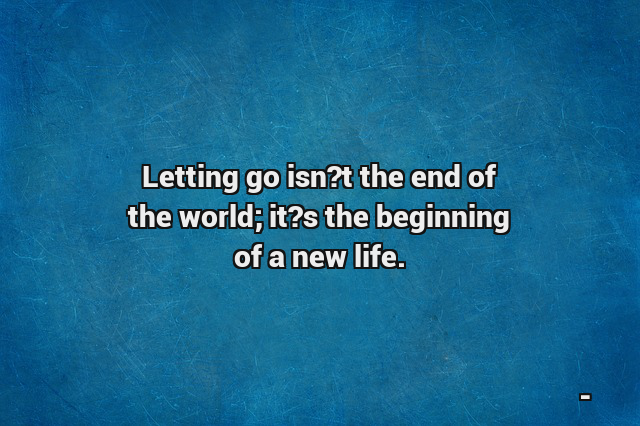 Letting go isn?t the end of
the world; it?s the beginning
of a new life.
-